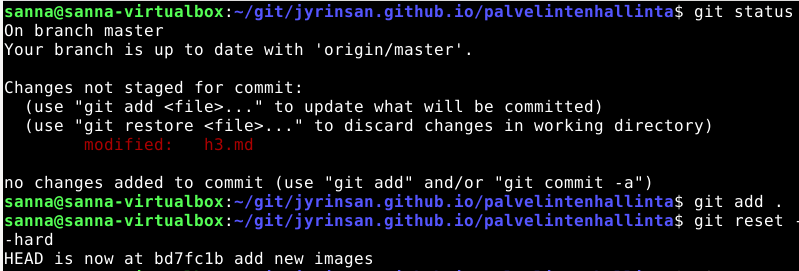 sanna@sanna-virtualbox:~/git/jyrinsan.github.io/palvelintenhallinta$ git status
On branch master
Your branch is up to date with 'origin/master'.
Changes not staged for commit:
  (use "git add <file>..." to update what will be committed)
  (use "git restore <file>..." to discard changes in working directory)
        modified:   h3.md
no changes added to commit (use "git add" and/or "git commit -a")
sanna@sanna-virtualbox:~/git/jyrinsan.github.io/palvelintenhallinta$ git add .
sanna@sanna-virtualbox:~/git/jyrinsan.github.io/palvelintenhallinta$ git reset -
-hard
HEAD is now at bd7fc1b add new images